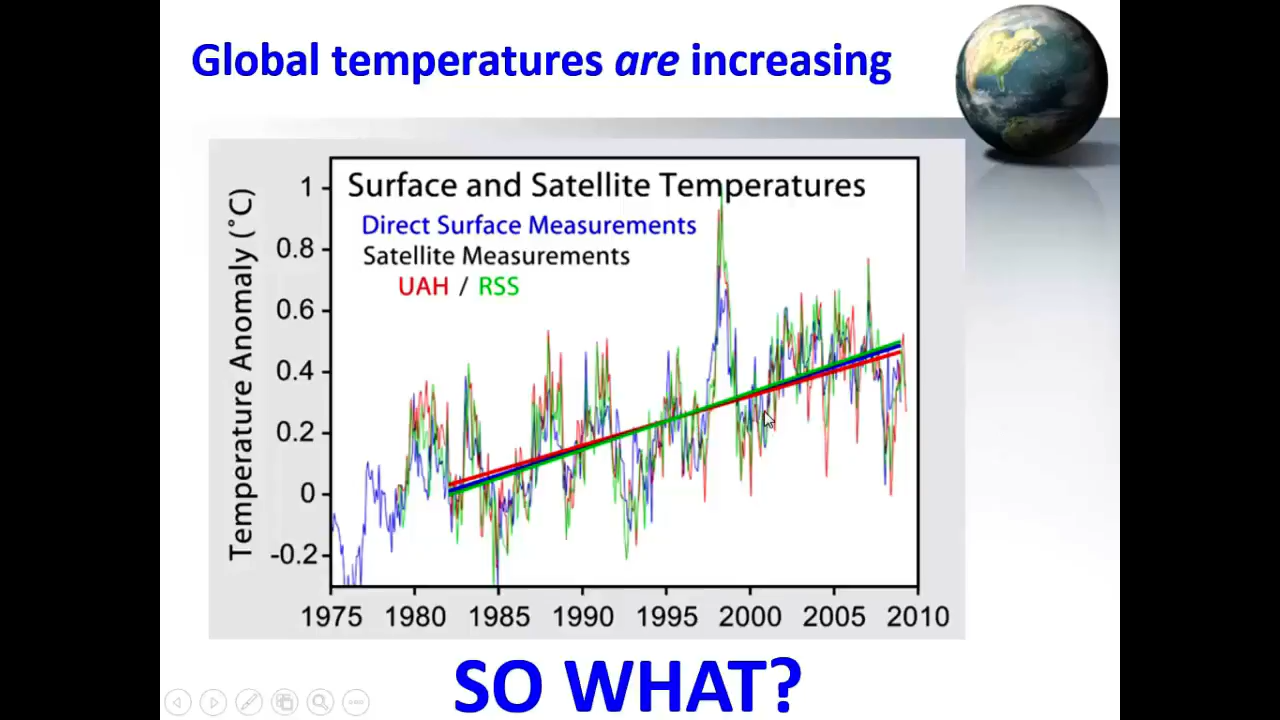 Global temperatures are increasing
Surface and Satellite Temperatures
Direct Surface Measurements
Satellite Measurements
UAH / RSS
Temperature Anomaly (˚C)
1
0.8
0.6
0.4
0.2
0
-0.2
1975 1980 1985 1990 1995 2000 2005 2010
SO WHAT?